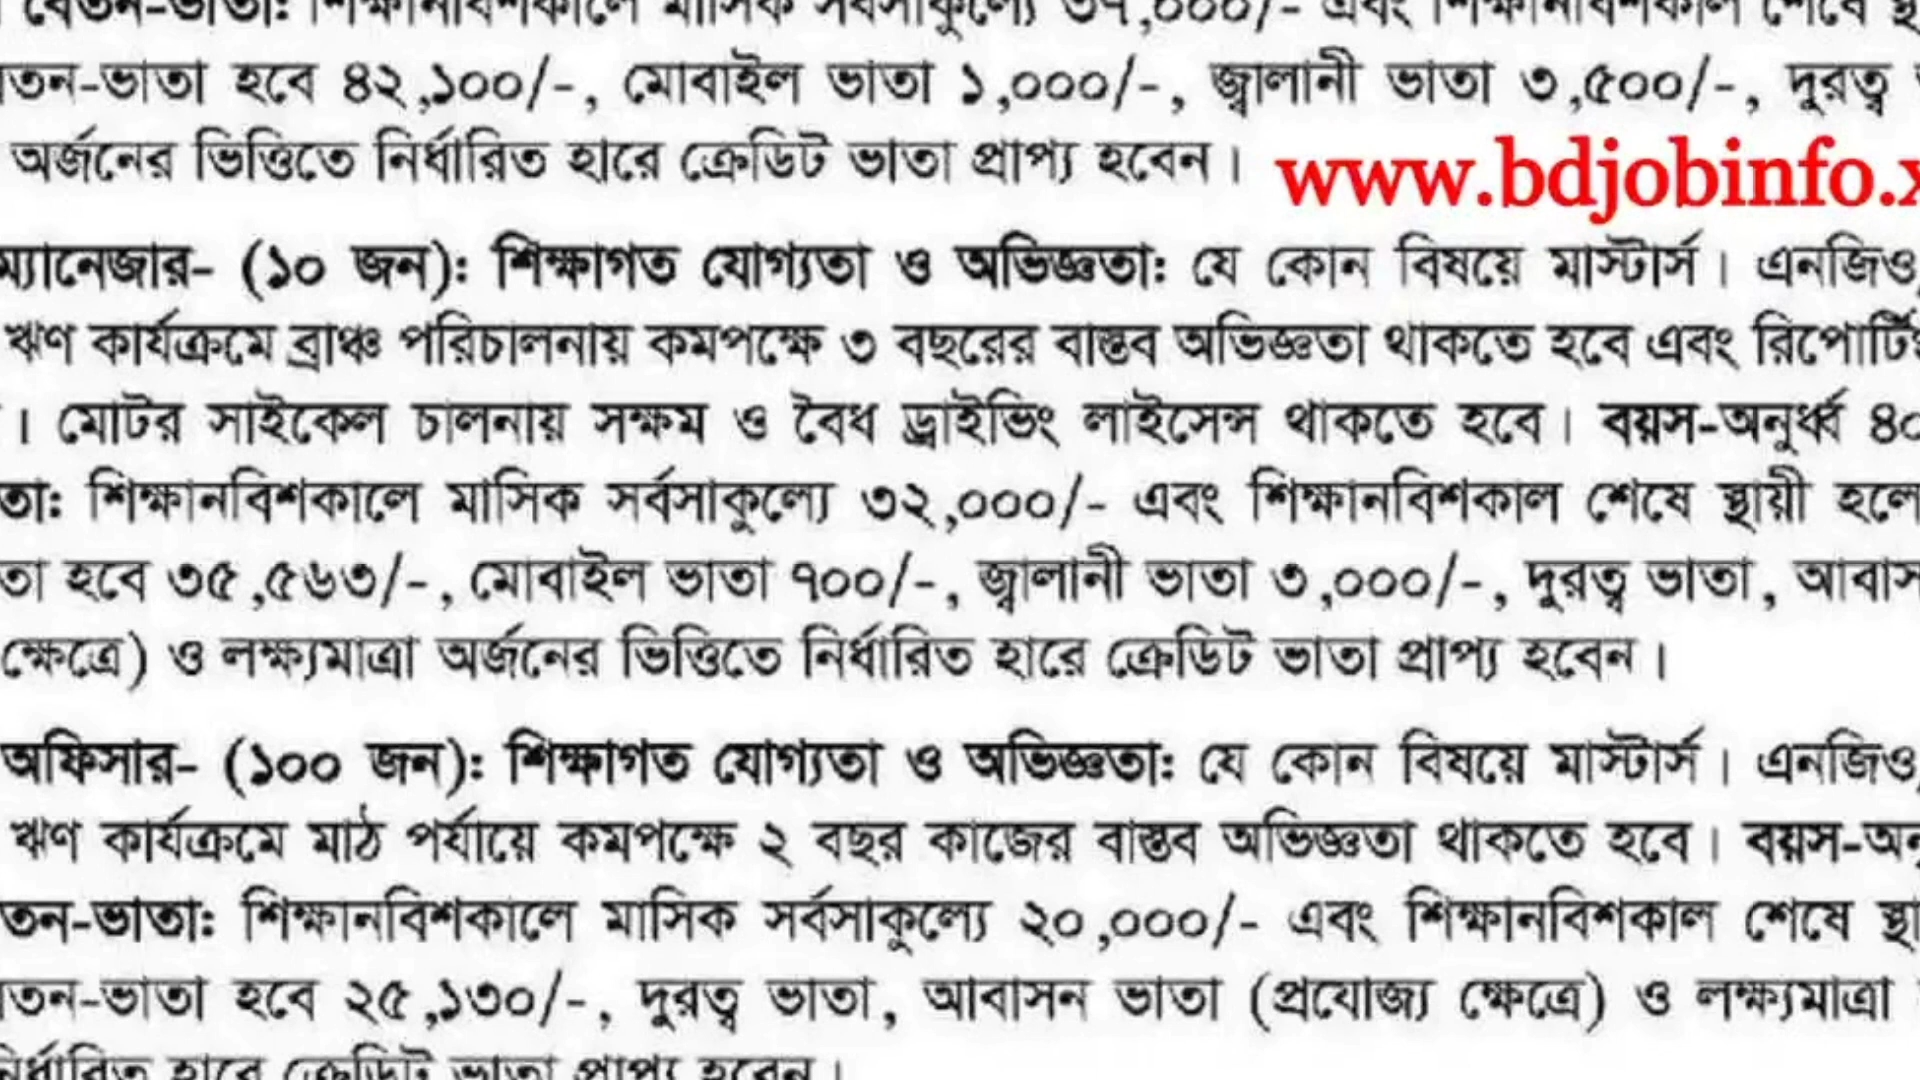 বেতন-ভাতা: শিক্ষানবিশকালে মাসিক সর্বসাকুল্যে ৩৭,০০০/- এবং শিক্ষানবিশকাল শেষে
তন-ভাতা হবে ৪২,১০০/-, মোবাইল ভাতা ১,০০০/-, জ্বালানী ভাতা ৩,৫০০/-, দুরত্ব
অর্জনের ভিত্তিতে নির্ধারিত হারে ক্রেডিট ভাতা প্রাপ্য হবেন। www.bdjobinfo.x
ম্যানেজার- (১০ জন): শিক্ষাগত যোগ্যতা ও অভিজ্ঞতা: যে কোন বিষয়ে মাস্টার্স। এনজিও,
ঋণ কার্যক্রমে ব্রাঞ্চ পরিচালনায় কমপক্ষে ৩ বছরের বাস্তব অভিজ্ঞতা থাকতে হবে এবং রিপোর্টি
। মোটর সাইকেল চালনায় সক্ষম ও বৈধ ড্রাইভিং লাইসেন্স থাকতে হবে। বয়স-অনুর্ধ্ব ৪০
তা: শিক্ষানবিশকালে মাসিক সর্বসাকুল্যে ৩২,০০০/- এবং শিক্ষানবিশকাল শেষে স্থায়ী হলে
তা হবে ৩৫,৫৬৩/-, মোবাইল ভাতা ৭০০/-, জ্বালানী ভাতা ৩,০০০/-, দুরত্ব ভাতা, আবাস
ক্ষেত্রে) ও লক্ষ্যমাত্রা অর্জনের ভিত্তিতে নির্ধারিত হারে ক্রেডিট ভাতা প্রাপ্য হবেন।
অফিসার- (১০০ জন): শিক্ষাগত যোগ্যতা ও অভিজ্ঞতা: যে কোন বিষয়ে মাস্টার্স। এনজিও,
ঋণ কার্যক্রমে মাঠ পর্যায়ে কমপক্ষে ২ বছর কাজের বাস্তব অভিজ্ঞতা থাকতে হবে। বয়স-অনু
তন-ভাতা: শিক্ষানবিশকালে মাসিক সর্বসাকুল্যে ২০,০০০/- এবং শিক্ষানবিশকাল শেষে স্থা
তন-ভাতা হবে ২৫,১৩০/-, দুরত্ব ভাতা, আবাসন ভাতা (প্রযোজ্য ক্ষেত্রে) ও লক্ষ্যমাত্রা
নির্ধারিত হারে ক্রেডিট ভাতা প্রাপ্য হবেন।